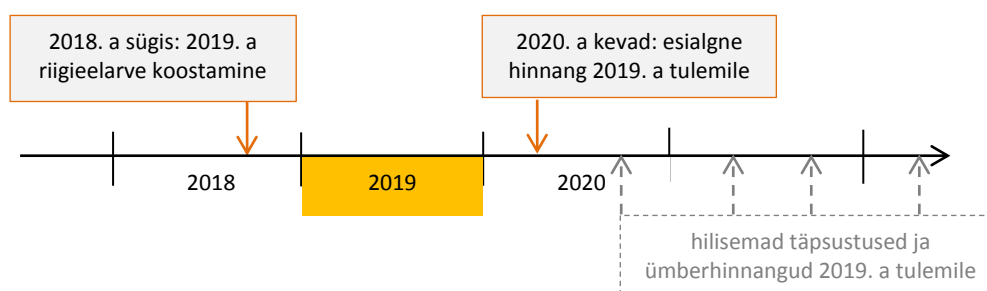 2018. a sügis: 2019. a
riigieelarve koostamine
2020. a kevad: esialgne
hinnang 2019. a tulemile
2018
2019
2020
hilisemad täpsustused ja
ümberhinnangud 2019. a tulemile